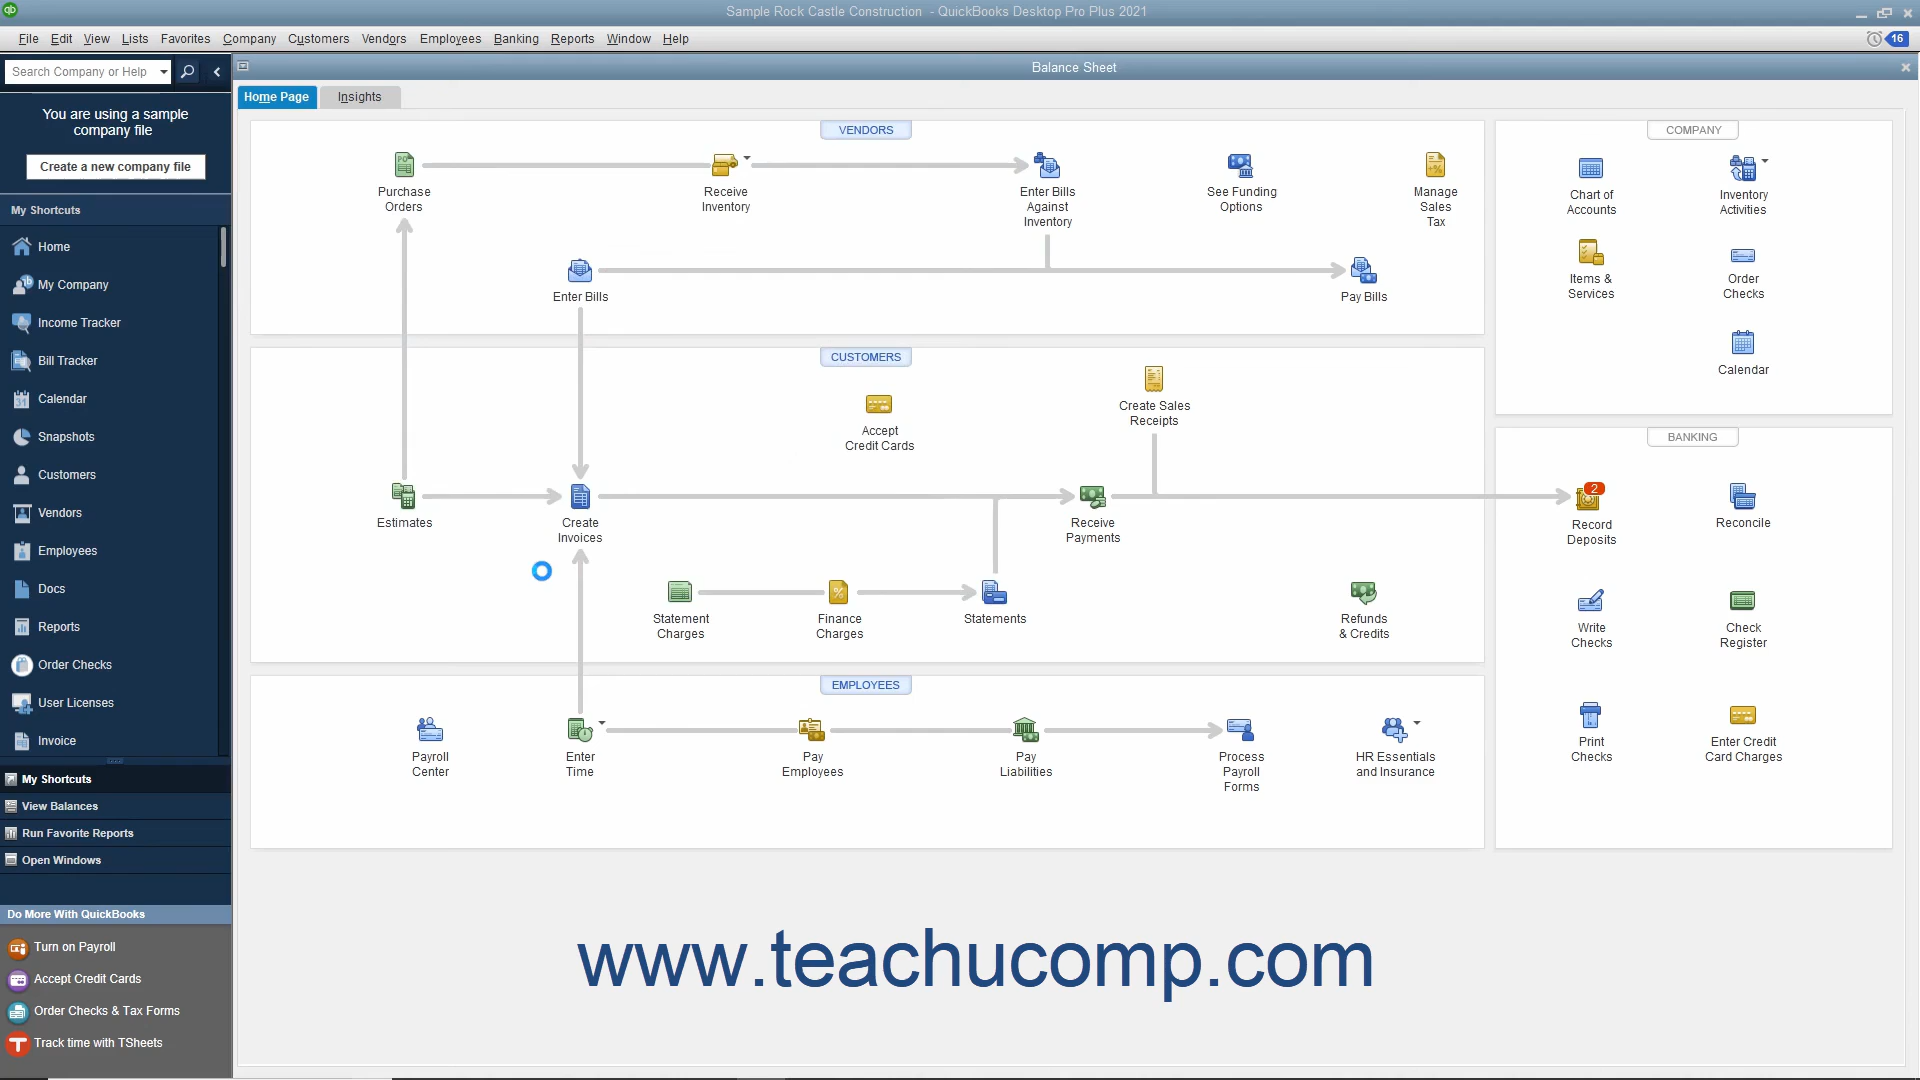 Sample Rock Castle Construction - QuickBooks Desktop Pro Plus 2021
File Edit View Lists Favorites Company Customers Vendors Employees Banking Reports Window Help
16
Search Company or Help
Balance Sheet
Home Page
Insights
You are using a sample
company file
Create a new company file
My Shortcuts
Home
My Company
Income Tracker
Bill Tracker
Calendar
Snapshots
Customers
Vendors
Employees
Docs
Reports
Order Checks
User Licenses
Invoice
My Shortcuts
View Balances
Run Favorite Reports
Open Windows
Do More With QuickBooks
Turn on Payroll
Accept Credit Cards
Order Checks & Tax Forms
Track time with TSheets
VENDORS
Purchase
Orders
Receive
Inventory
Enter Bills
Against
Inventory
See Funding
Options
Manage
Sales
Tax
Enter Bills
Pay Bills
CUSTOMERS
Accept
Credit Cards
Create Sales
Receipts
Estimates
Create
Invoices
Receive
Payments
Statement
Charges
Finance
Charges
Statements
Refunds
& Credits
EMPLOYEES
Payroll
Center
Enter
Time
Pay
Employees
Pay
Liabilities
Process
Payroll
Forms
HR Essentials
and Insurance
COMPANY
Chart of
Accounts
Inventory
Activities
Items &
Services
Order
Checks
Calendar
BANKING
2
Record
Deposits
Reconcile
Write
Checks
Check
Register
Print
Checks
Enter Credit
Card Charges
www.teachucomp.com